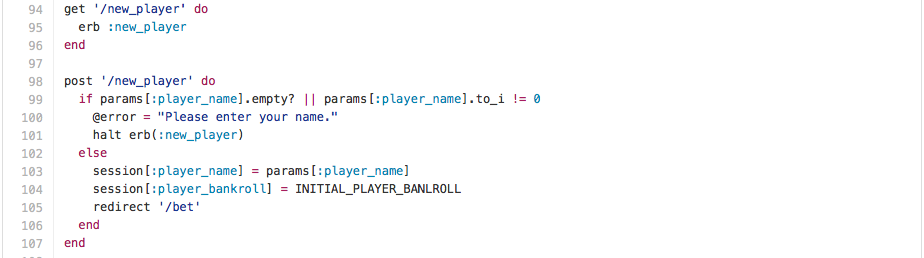 94 get '/new_player' do
95   erb :new_player
96 end
97
98 post '/new_player' do
99   if params[:player_name].empty? || params[:player_name].to_i != 0
100     @error = "Please enter your name."
101     halt erb(:new_player)
102   else
103     session[:player_name] = params[:player_name]
104     session[:player_bankroll] = INITIAL_PLAYER_BANLROLL
105     redirect '/bet'
106   end
107 end